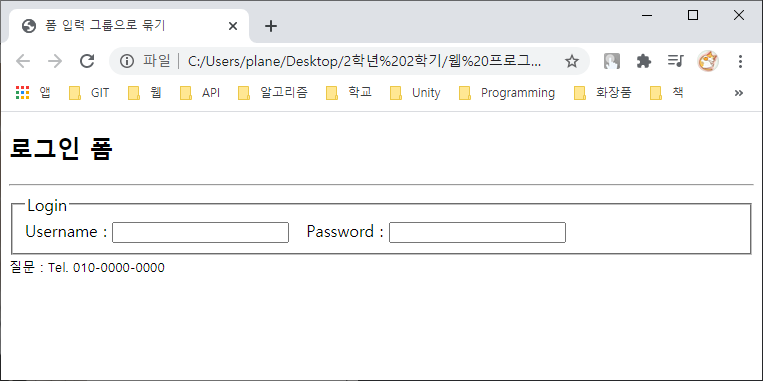 폼 입력 그룹으로 묶기
파일 C:/Users/plane/Desktop/2학년%202학기/웹%20프로그...
앱 GIT 웹 API 알고리즘 학교 Unity Programming 화장품 책 »
로그인 폼
Login
Username : Password :
질문 : Tel. 010-0000-0000